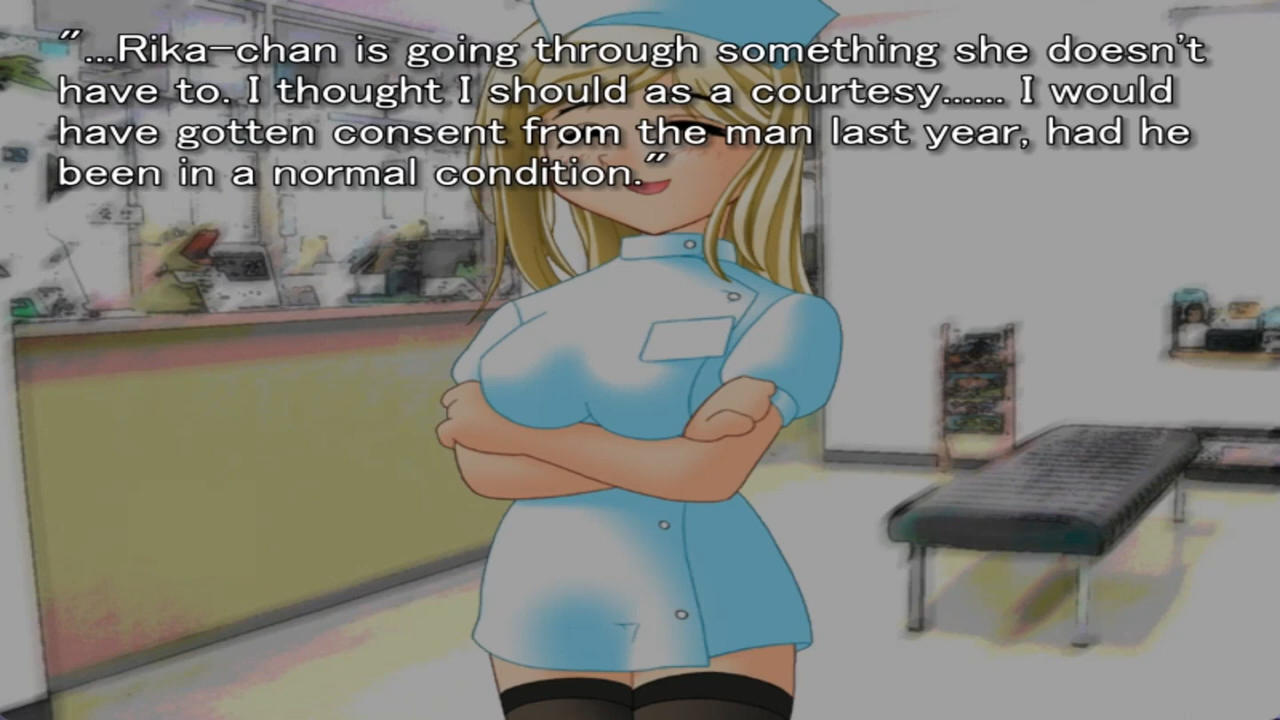 "...Rika-chan is going through something she doesn't
have to. I thought I should as a courtesy...... I would
have gotten consent from the man last year, had he
been in a normal condition."